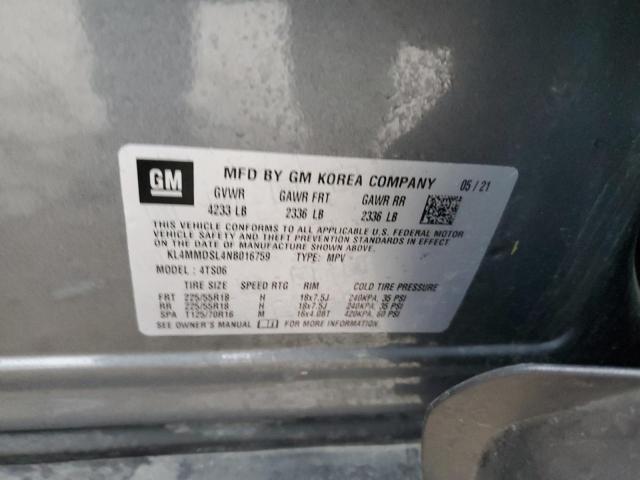 GM
MFD BY GM KOREA COMPANY 05 / 21
GVWR GAWR FRT GAWR RR
4233 LB 2336 LB 2336 LB
THIS VEHICLE CONFORMS TO ALL APPLICABLE U.S. FEDERAL MOTOR
VEHICLE SAFETY AND THEFT PREVENTION STANDARDS IN EFFECT
ON THE DATE OF MANUFACTURE SHOWN ABOVE.
KL4MMDSL4NB016759 TYPE: MPV
MODEL : 4TS06
TIRE SIZE SPEED RTG RIM COLD TIRE PRESSURE
FRT 225/55R18 H 18x7.5J 240KPA, 35 PSI
RR 225/55R18 H 18x7.5J 240KPA, 35 PSI
SPA T125/70R16 M 16x4.0BT 420KPA, 60 PSI
SEE OWNER'S MANUAL i FOR MORE INFORMATION.